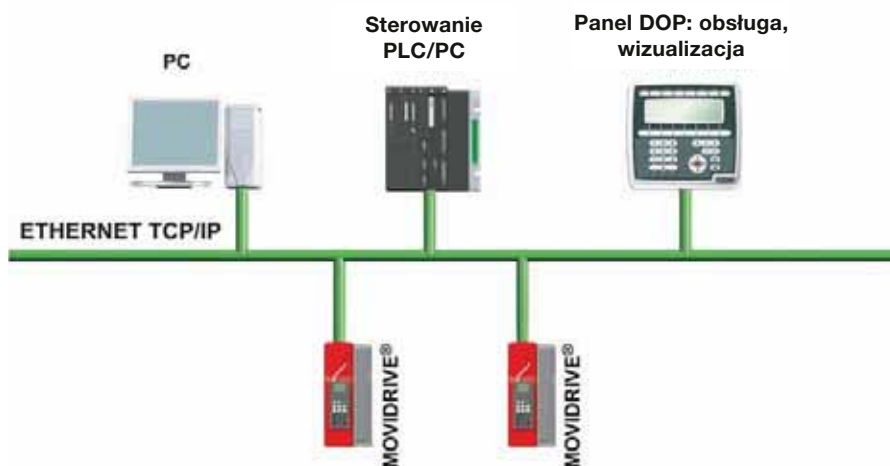 PC
Sterowanie
PLC/PC
Panel DOP: obsługa,
wizualizacja
ETHERNET TCP/IP
MOVIDRIVE®
MOVIDRIVE®